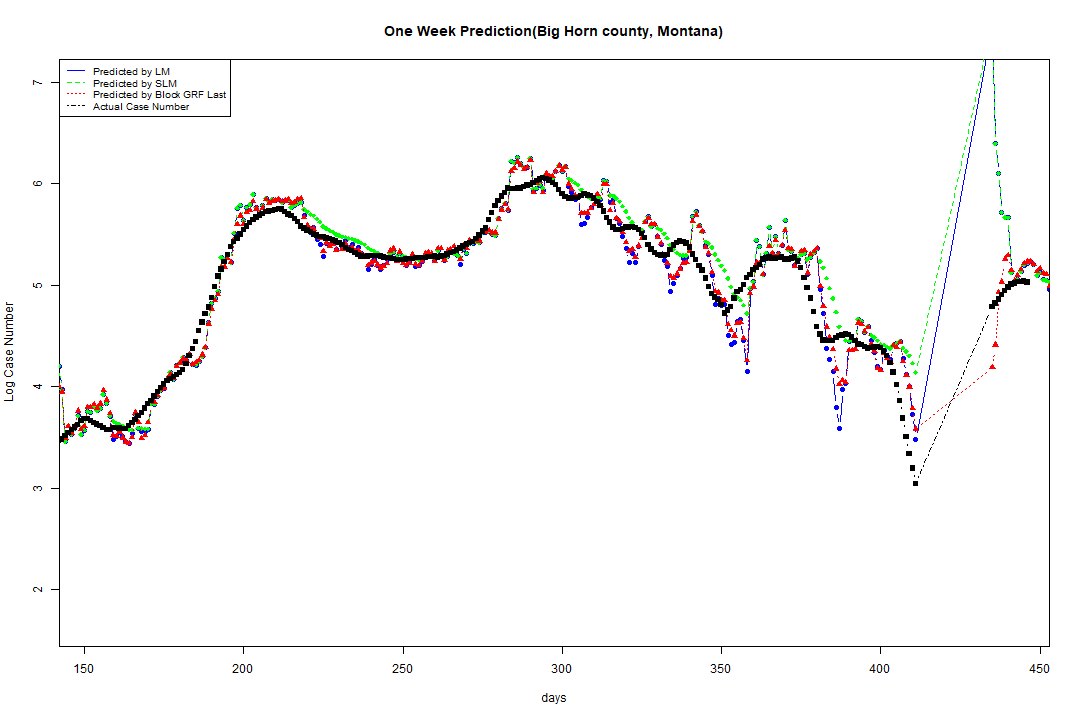 One Week Prediction(Big Horn county, Montana)
Predicted by LM
Predicted by SLM
Predicted by Block GRF Last
Actual Case Number
Log Case Number
7
6
5
4
3
2
150 200 250 300 350 400 450
days